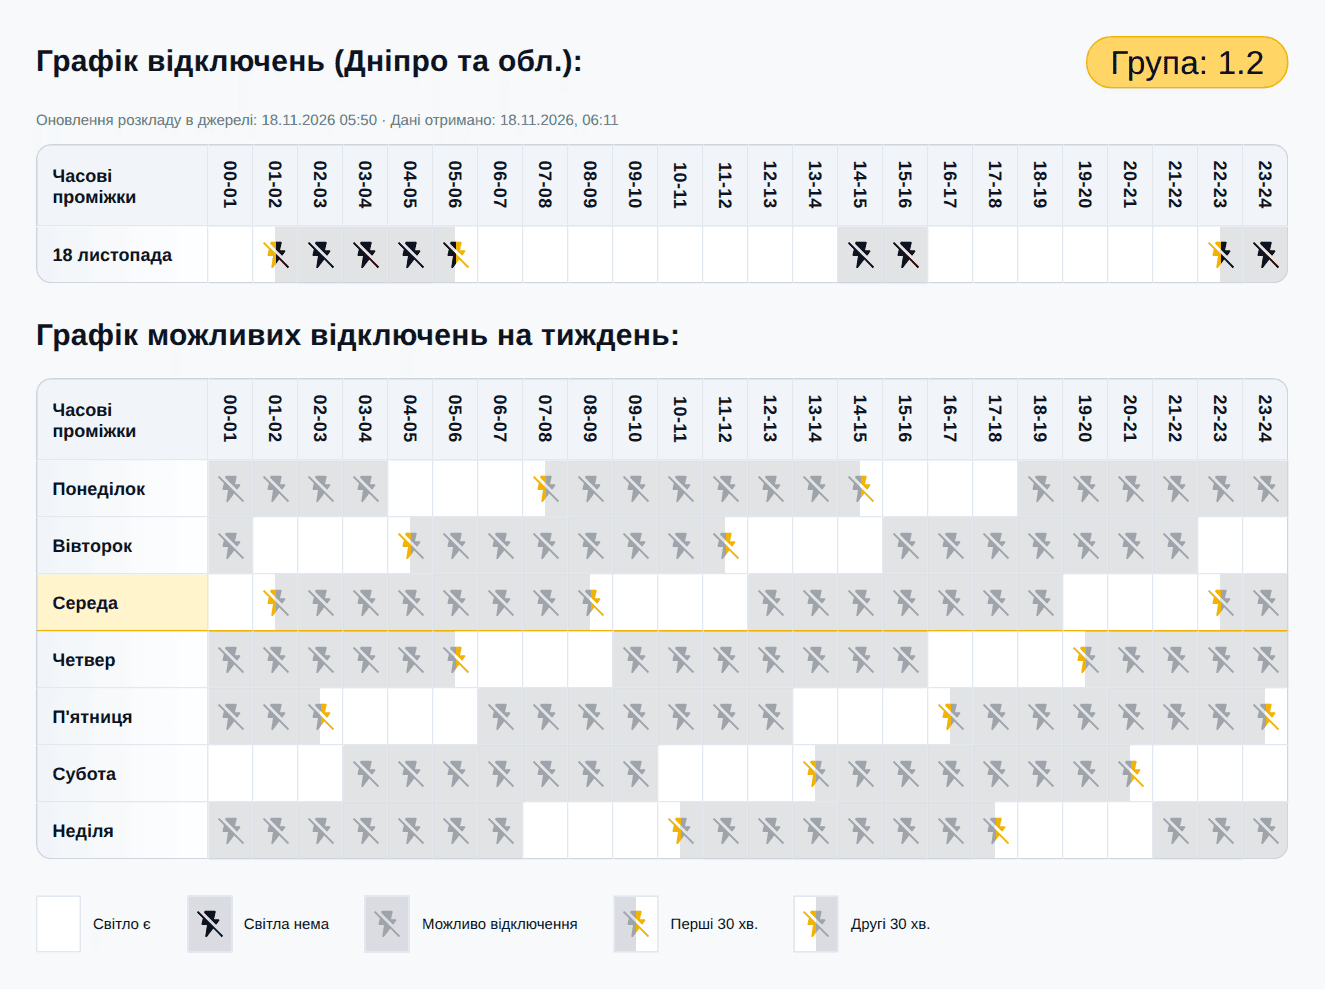 Графік відключень (Дніпро та обл.):
Група: 1.2
Оновлення розкладу в джерелі: 18.11.2026 05:50 · Дані отримано: 18.11.2026, 06:11
Часові проміжки 00-01 01-02 02-03 03-04 04-05 05-06 06-07 07-08 08-09 09-10 10-11 11-12 12-13 13-14 14-15 15-16 16-17 17-18 18-19 19-20 20-21 21-22 22-23 23-24
18 листопада
Графік можливих відключень на тиждень:
Часові проміжки 00-01 01-02 02-03 03-04 04-05 05-06 06-07 07-08 08-09 09-10 10-11 11-12 12-13 13-14 14-15 15-16 16-17 17-18 18-19 19-20 20-21 21-22 22-23 23-24
Понеділок
Вівторок
Середа
Четвер
П'ятниця
Субота
Неділя
Світло є Світла нема Можливо відключення Перші 30 хв. Другі 30 хв.